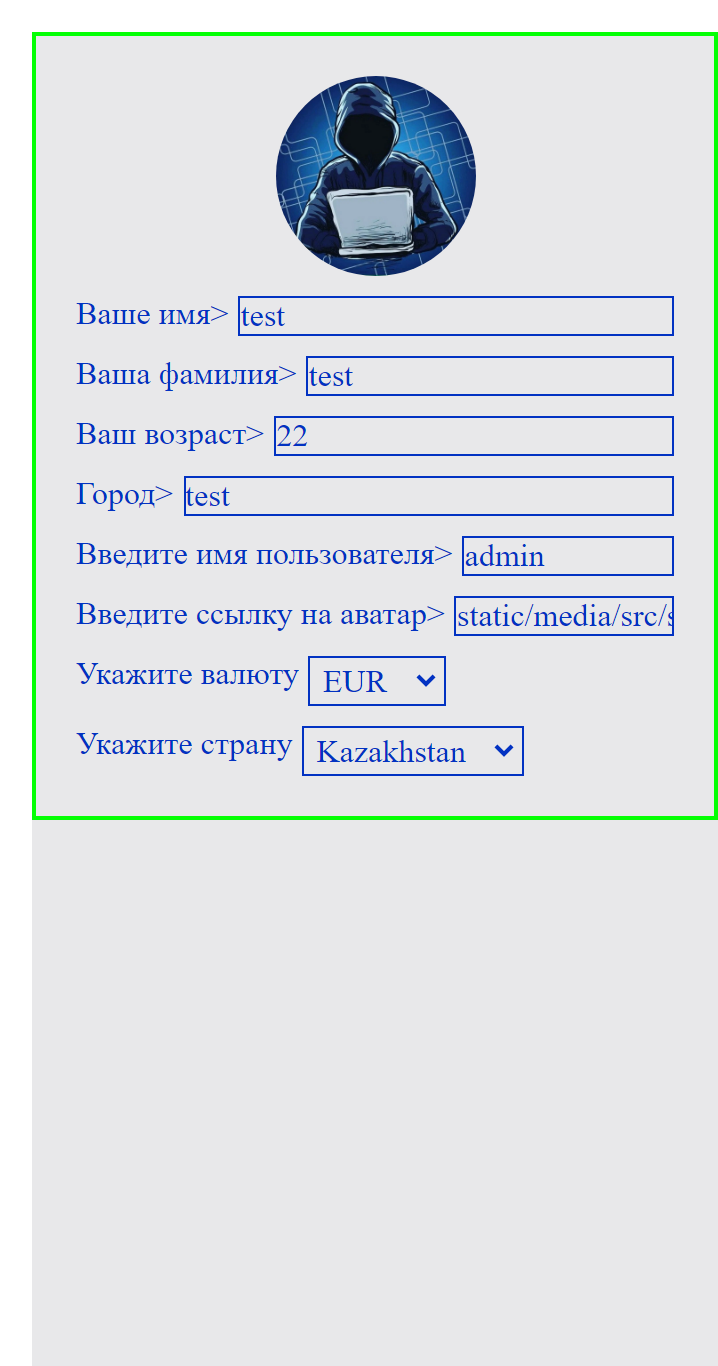 Ваше имя> test
Ваша фамилия> test
Ваш возраст> 22
Город> test
Введите имя пользователя> admin
Введите ссылку на аватар> static/media/src/s
Укажите валюту EUR
Укажите страну Kazakhstan